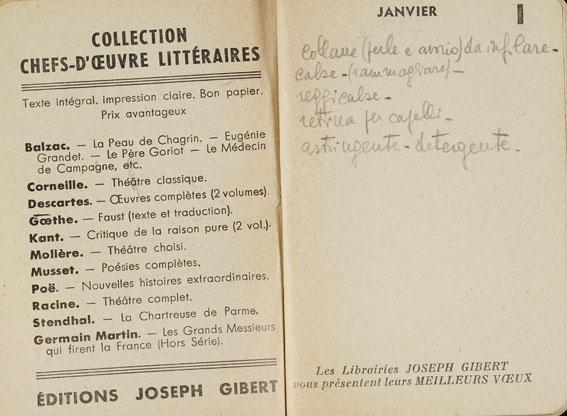 COLLECTION
CHEFS-D'ŒUVRE LITTÉRAIRES
Texte intégral. impression claire. Bon papier.
Prix avantageux
Balzac. — La Peau de Chagrin. — Eugénie
Grandet. — Le Père Goriot — Le Médecin
de Campagne, etc.
Corneille. — Théâtre classique.
Descartes. — Œuvres complètes (2 volumes).
Gœthe. — Faust (texte et traduction).
Kant. — Critique de la raison pure (2 vol.).
Molière. — Théâtre choisi.
Musset. — Poésies complètes.
Poë. — Nouvelles histoires extraordinaires.
Racine. — Théâtre complet.
Stendhal. — La Chartreuse de Parme.
Germain Martin. — Les Grands Messieurs
qui firent la France (Hors Série).
ÉDITIONS JOSEPH GIBERT
JANVIER
collane (perle e amio) da infilare -
calse - (rammagliare) -
reggicalse -
retina per capelli -
astringente - detergente.
Les Librairies JOSEPH GIBERT
vous présentent leurs MEILLEURS VŒUX